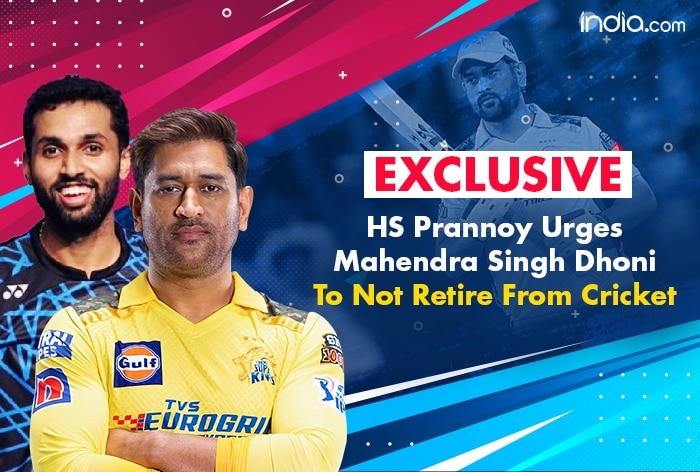 india.com
EXCLUSIVE
HS Prannoy Urges
Mahendra Singh Dhoni
To Not Retire From Cricket
Gulf
TVS
EUROGRIP
SUPER
KINGS
IPL